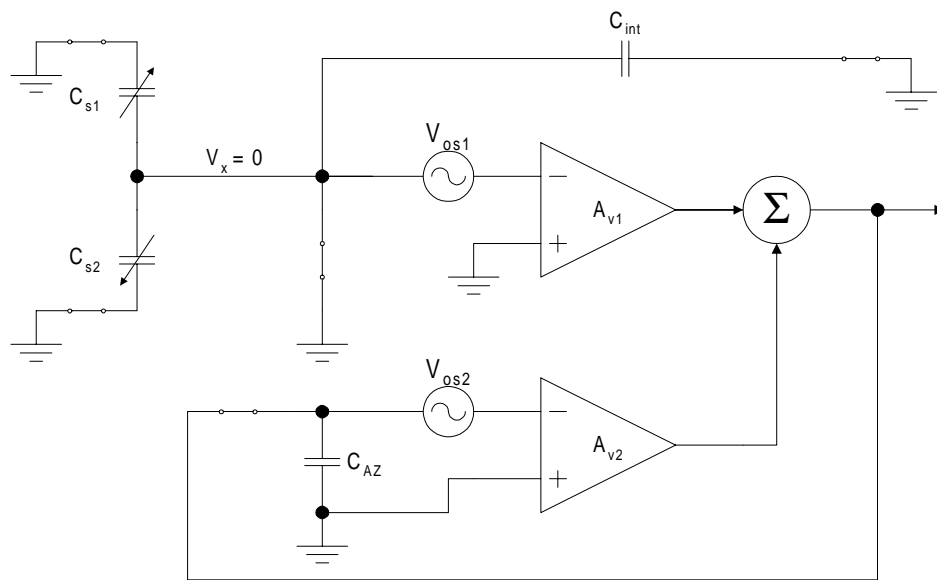 C_int
C_s1
V_os1
V_x = 0
−
A_v1
+
Σ
C_s2
V_os2
−
A_v2
C_AZ
+